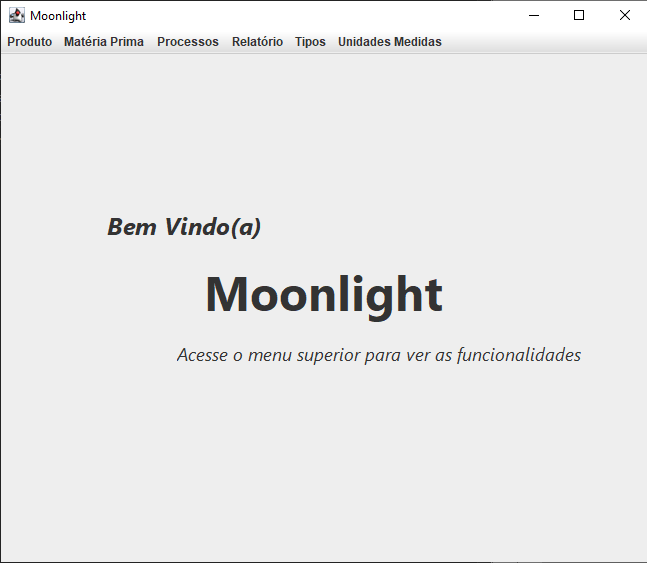 Moonlight
Produto Matéria Prima Processos Relatório Tipos Unidades Medidas
Bem Vindo(a)
Moonlight
Acesse o menu superior para ver as funcionalidades